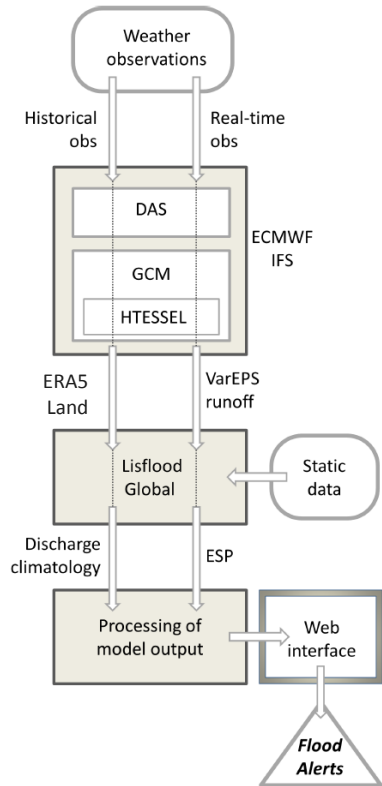 Weather
observations
Historical
obs
Real-time
obs
DAS
ECMWF
IFS
GCM
HTESSEL
ERA5
Land
VarEPS
runoff
Lisflood
Global
Static
data
Discharge
climatology
ESP
Processing of
model output
Web
interface
Flood
Alerts